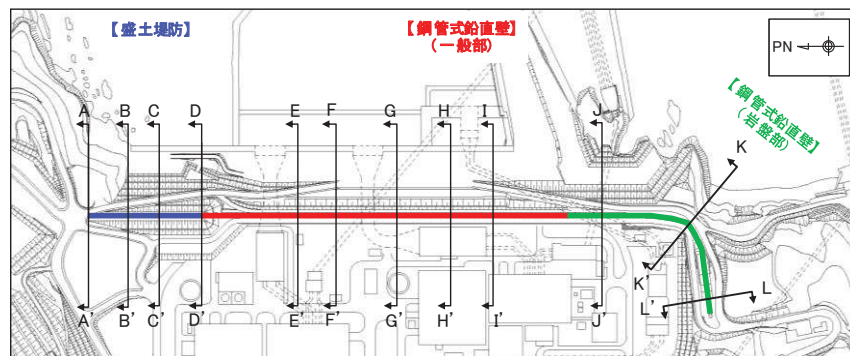 【盛土堤防】
【鋼管式鉛直壁】
(一般部)
PN
【鋼管式鉛直壁】
(岩盤部)
A B C D E F G H I J K
A' B' C' D' E' F' G' H' I' J' K'
L' L